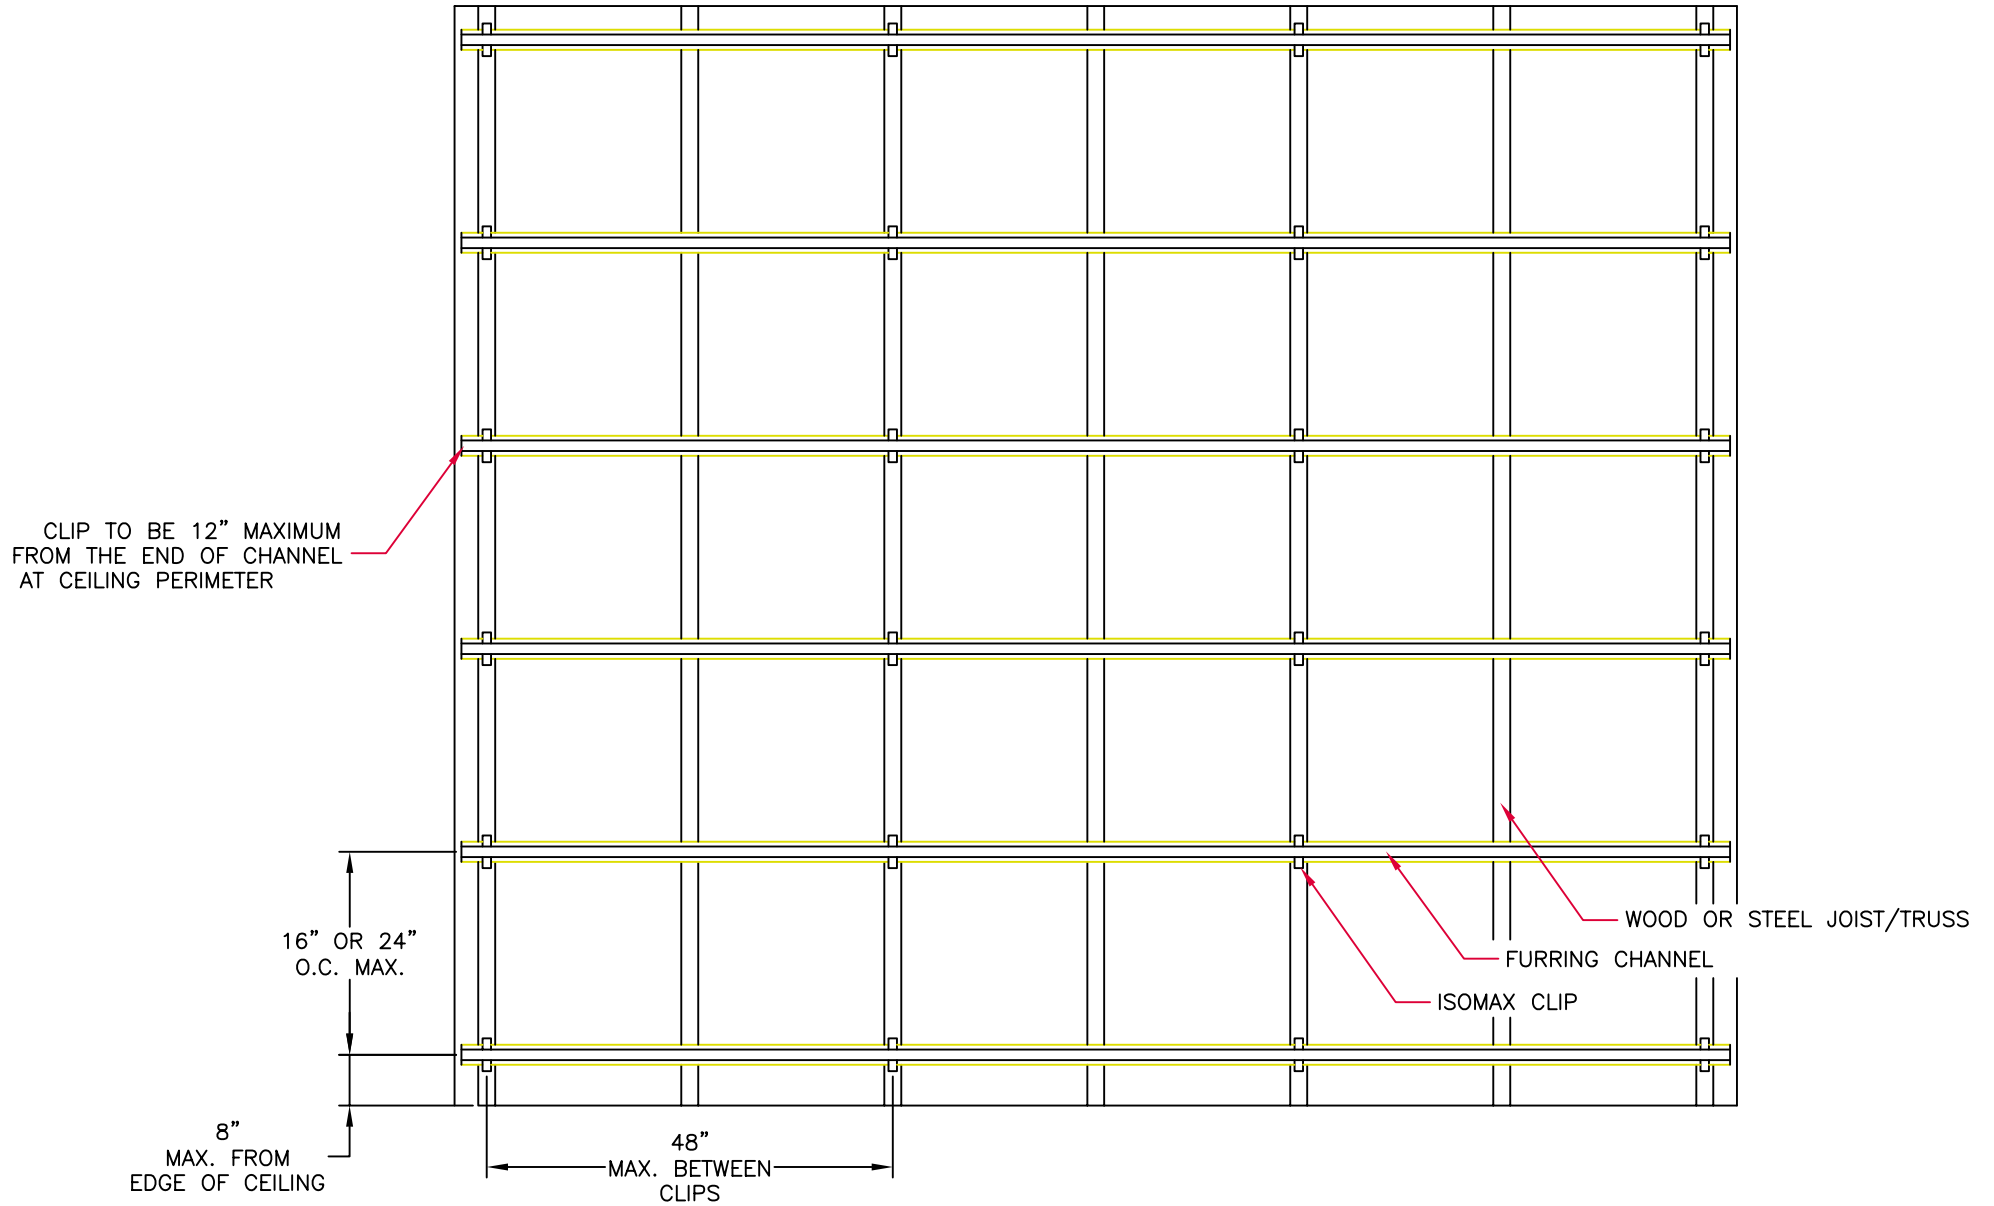 CLIP TO BE 12” MAXIMUM
FROM THE END OF CHANNEL
AT CEILING PERIMETER
16” OR 24”
O.C. MAX.
WOOD OR STEEL JOIST/TRUSS
FURRING CHANNEL
ISOMAX CLIP
8”
MAX. FROM
EDGE OF CEILING
48”
MAX. BETWEEN
CLIPS